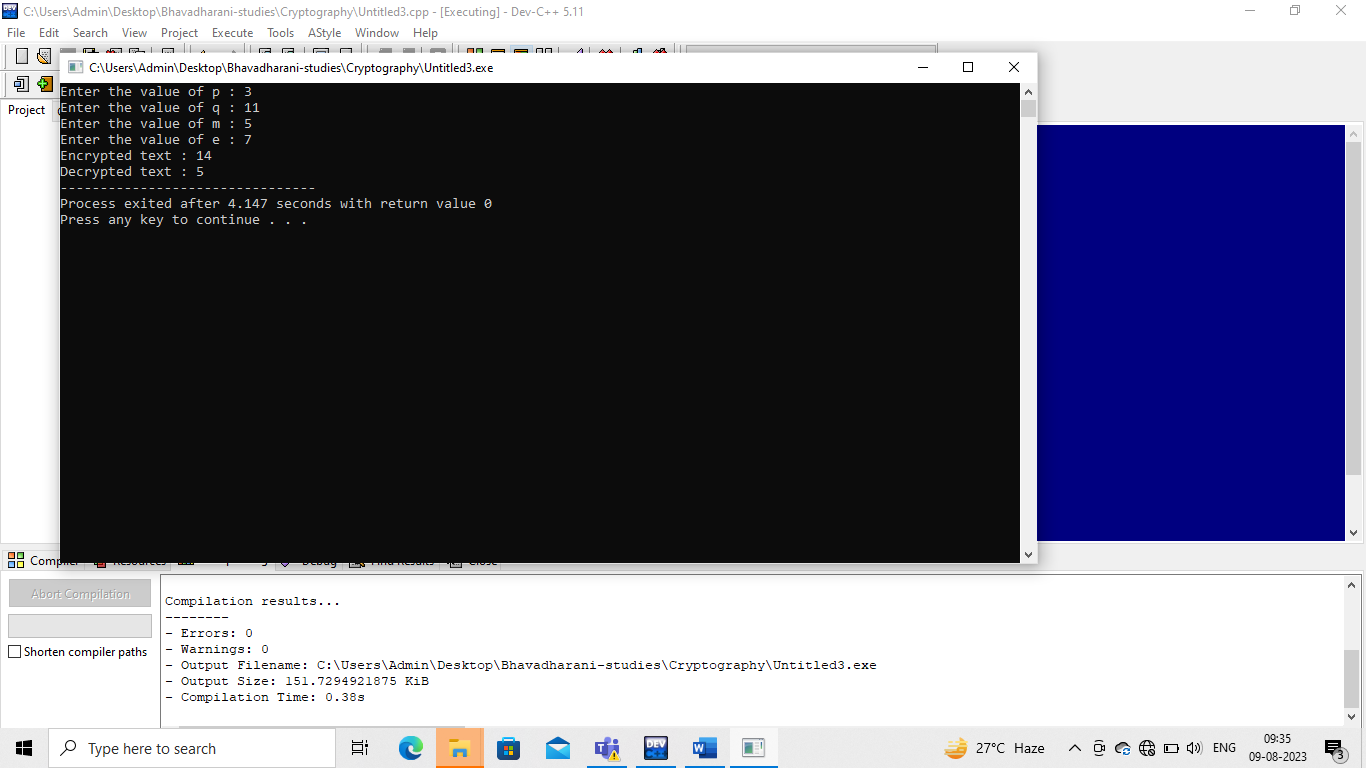 C:\Users\Admin\Desktop\Bhavadharani-studies\Cryptography\Untitled3.cpp - [Executing] - Dev-C++ 5.11
File Edit Search View Project Execute Tools AStyle Window Help
C:\Users\Admin\Desktop\Bhavadharani-studies\Cryptography\Untitled3.exe
Project
Enter the value of p : 3
Enter the value of q : 11
Enter the value of m : 5
Enter the value of e : 7
Encrypted text : 14
Decrypted text : 5
--------------------------------
Process exited after 4.147 seconds with return value 0
Press any key to continue . . .
Compiler Resources Debug Find Results Close
Abort Compilation
Shorten compiler paths
Compilation results...
--------
- Errors: 0
- Warnings: 0
- Output Filename: C:\Users\Admin\Desktop\Bhavadharani-studies\Cryptography\Untitled3.exe
- Output Size: 151.7294921875 KiB
- Compilation Time: 0.38s
Type here to search
DEV
27°C Haze
ENG
09:35
09-08-2023
3